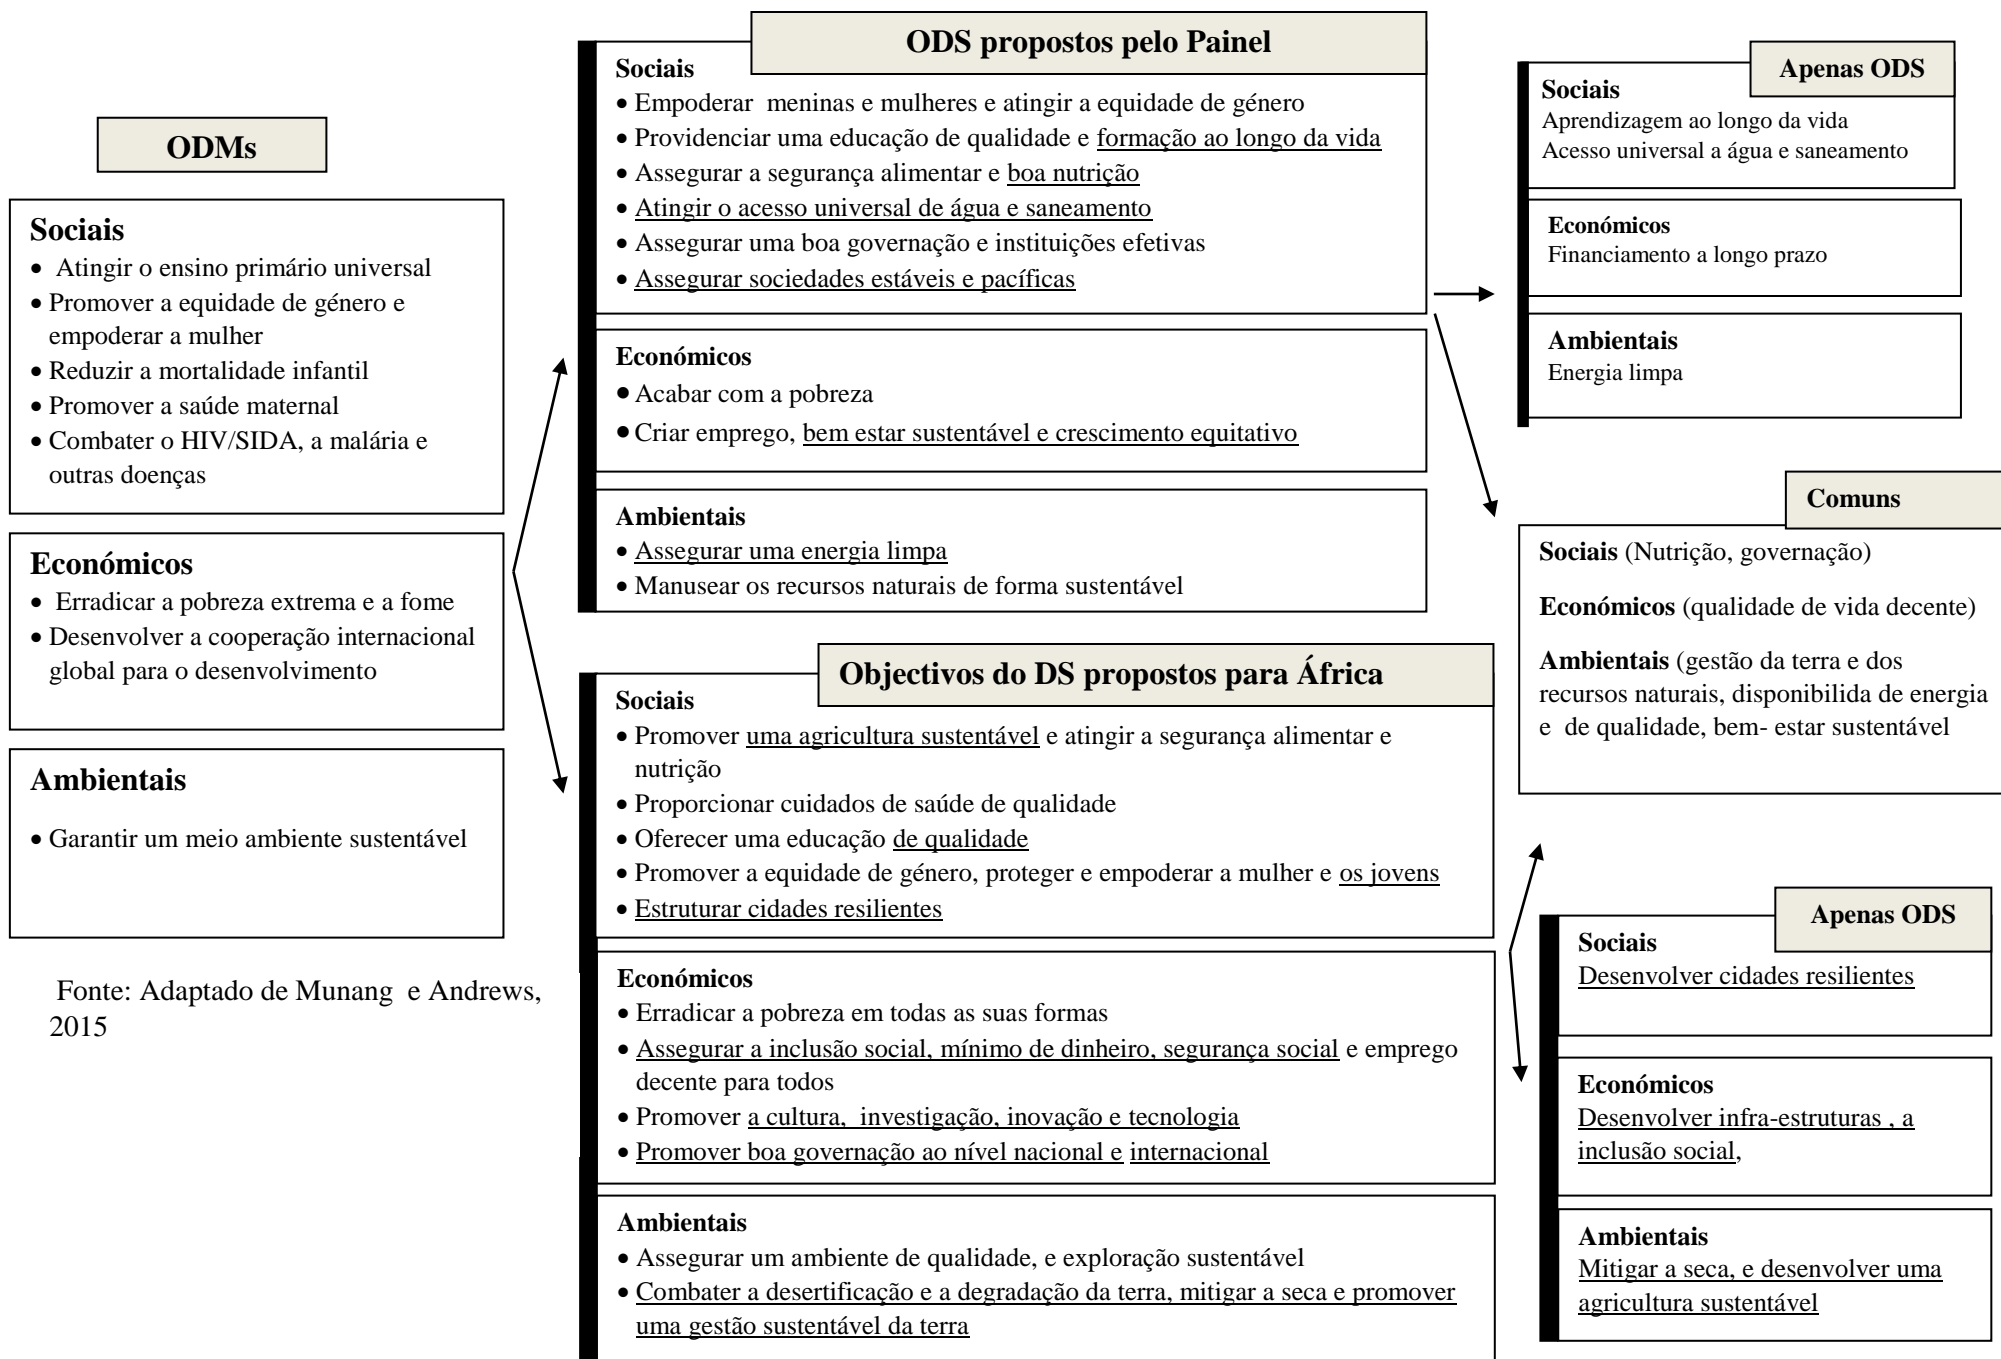 ODMs
Sociais
• Atingir o ensino primário universal
• Promover a equidade de género e
empoderar a mulher
• Reduzir a mortalidade infantil
• Promover a saúde maternal
• Combater o HIV/SIDA, a malária e
outras doenças
Económicos
• Erradicar a pobreza extrema e a fome
• Desenvolver a cooperação internacional
global para o desenvolvimento
Ambientais
• Garantir um meio ambiente sustentável
Fonte: Adaptado de Munang e Andrews,
2015
ODS propostos pelo Painel
Sociais
• Empoderar meninas e mulheres e atingir a equidade de género
• Providenciar uma educação de qualidade e formação ao longo da vida
• Assegurar a segurança alimentar e boa nutrição
• Atingir o acesso universal de água e saneamento
• Assegurar uma boa governação e instituições efetivas
• Assegurar sociedades estáveis e pacíficas
Económicos
• Acabar com a pobreza
• Criar emprego, bem estar sustentável e crescimento equitativo
Ambientais
• Assegurar uma energia limpa
• Manusear os recursos naturais de forma sustentável
Objectivos do DS propostos para África
Sociais
• Promover uma agricultura sustentável e atingir a segurança alimentar e
nutrição
• Proporcionar cuidados de saúde de qualidade
• Oferecer uma educação de qualidade
• Promover a equidade de género, proteger e empoderar a mulher e os jovens
• Estruturar cidades resilientes
Económicos
• Erradicar a pobreza em todas as suas formas
• Assegurar a inclusão social, mínimo de dinheiro, segurança social e emprego
decente para todos
• Promover a cultura, investigação, inovação e tecnologia
• Promover boa governação ao nível nacional e internacional
Ambientais
• Assegurar um ambiente de qualidade, e exploração sustentável
• Combater a desertificação e a degradação da terra, mitigar a seca e promover
uma gestão sustentável da terra
Apenas ODS
Sociais
Aprendizagem ao longo da vida
Acesso universal a água e saneamento
Económicos
Financiamento a longo prazo
Ambientais
Energia limpa
Comuns
Sociais (Nutrição, governação)
Económicos (qualidade de vida decente)
Ambientais (gestão da terra e dos
recursos naturais, disponibilida de energia
e de qualidade, bem- estar sustentável
Apenas ODS
Sociais
Desenvolver cidades resilientes
Económicos
Desenvolver infra-estruturas , a
inclusão social,
Ambientais
Mitigar a seca, e desenvolver uma
agricultura sustentável